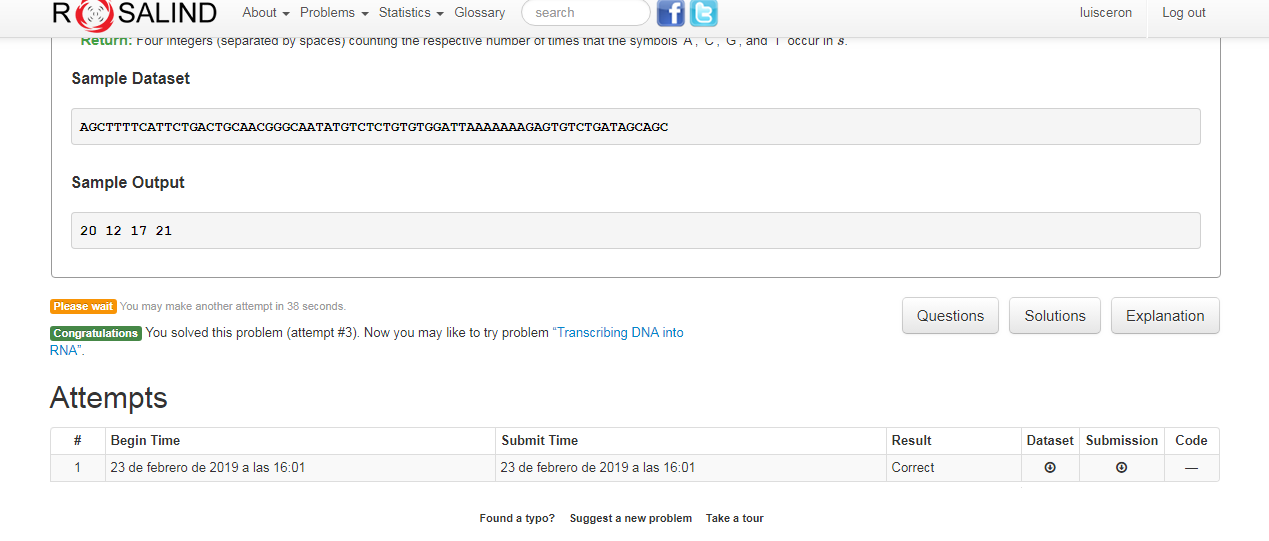 ROSALIND About Problems Statistics Glossary search luisceron Log out
Return: Four integers (separated by spaces) counting the respective number of times that the symbols 'A', 'C', 'G', and 'T' occur in s.
Sample Dataset
AGCTTTTCATTCTGACTGCAACGGGCAATATGTCTCTGTGTGGATTAAAAAAAGAGTGTCTGATAGCAGC
Sample Output
20 12 17 21
Please wait You may make another attempt in 38 seconds.
Congratulations You solved this problem (attempt #3). Now you may like to try problem “Transcribing DNA into
RNA”.
Questions Solutions Explanation
Attempts
# Begin Time Submit Time Result Dataset Submission Code
1 23 de febrero de 2019 a las 16:01 23 de febrero de 2019 a las 16:01 Correct —
Found a typo? Suggest a new problem Take a tour